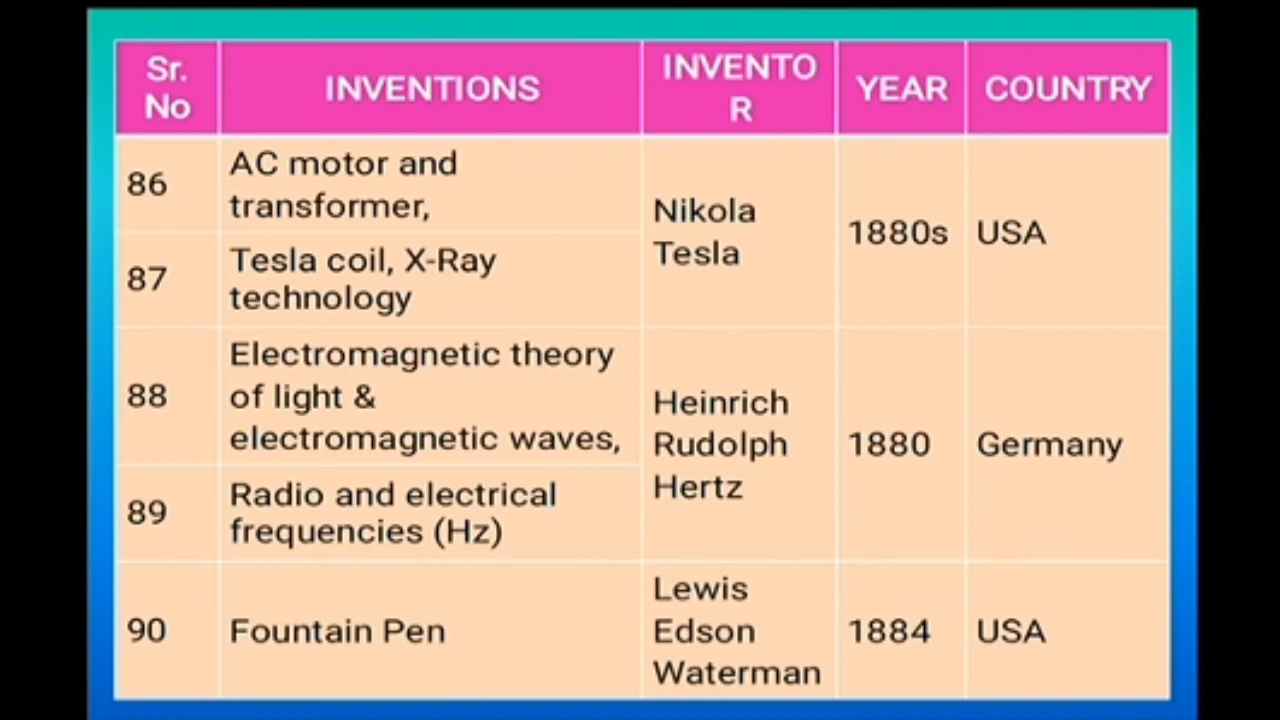 Sr. No INVENTIONS INVENTOR YEAR COUNTRY
86 AC motor and
transformer,
Nikola
Tesla
1880s USA
87 Tesla coil, X-Ray
technology
88 Electromagnetic theory
of light &
electromagnetic waves,
Heinrich
Rudolph
Hertz
1880 Germany
89 Radio and electrical
frequencies (Hz)
90 Fountain Pen
Lewis
Edson
Waterman
1884 USA